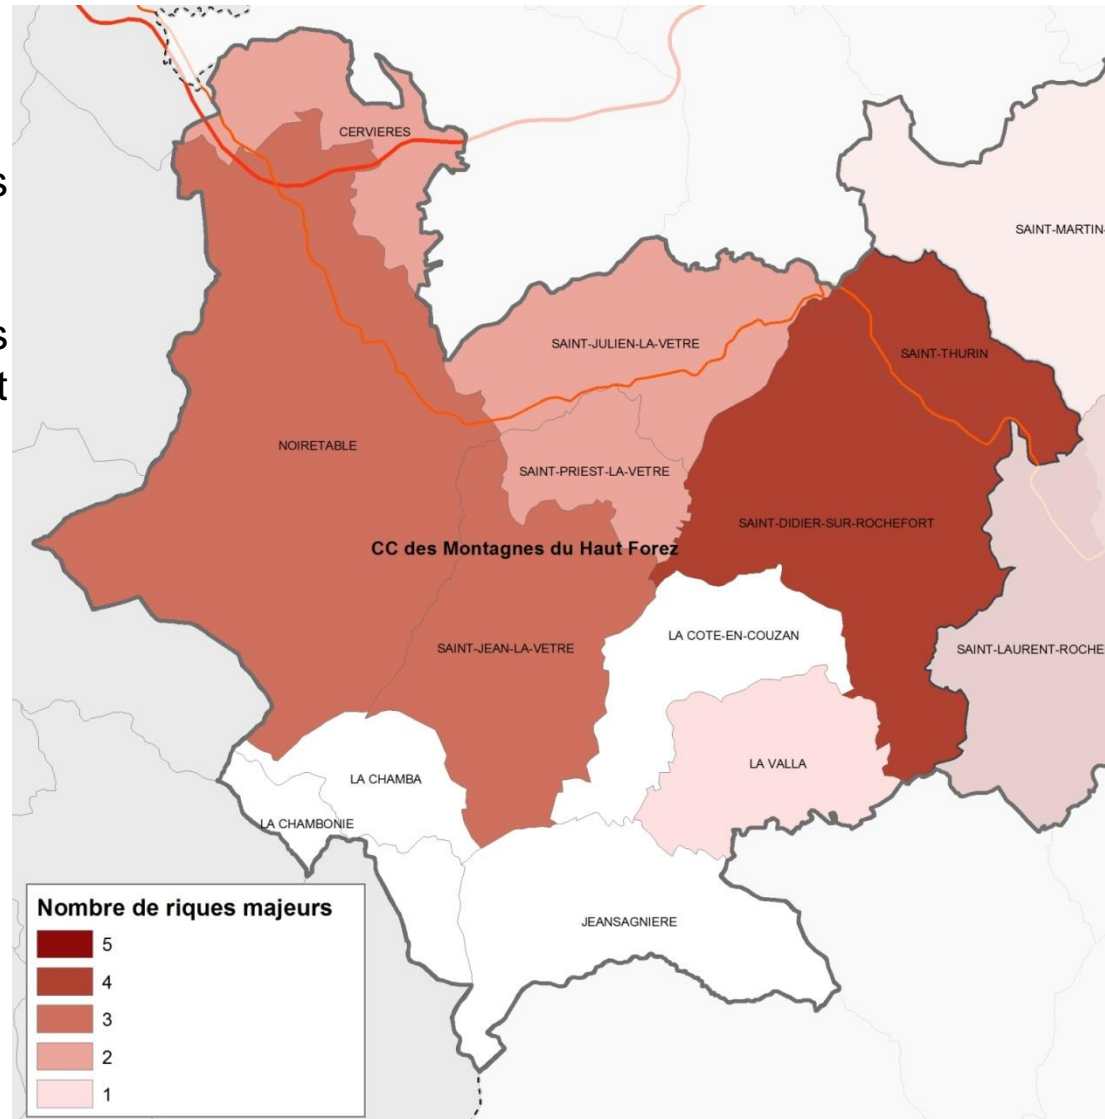 s
s
t
CERVIERES
SAINT-MARTIN-
SAINT-JULIEN-LA-VETRE
SAINT-THURIN
NOIRETABLE
SAINT-PRIEST-LA-VETRE
SAINT-DIDIER-SUR-ROCHEFORT
CC des Montagnes du Haut Forez
LA COTE-EN-COUZAN
SAINT-JEAN-LA-VETRE
SAINT-LAURENT-ROCHE
LA VALLA
LA CHAMBA
LA CHAMBONIE
JEANSAGNIERE
Nombre de riques majeurs
5
4
3
2
1